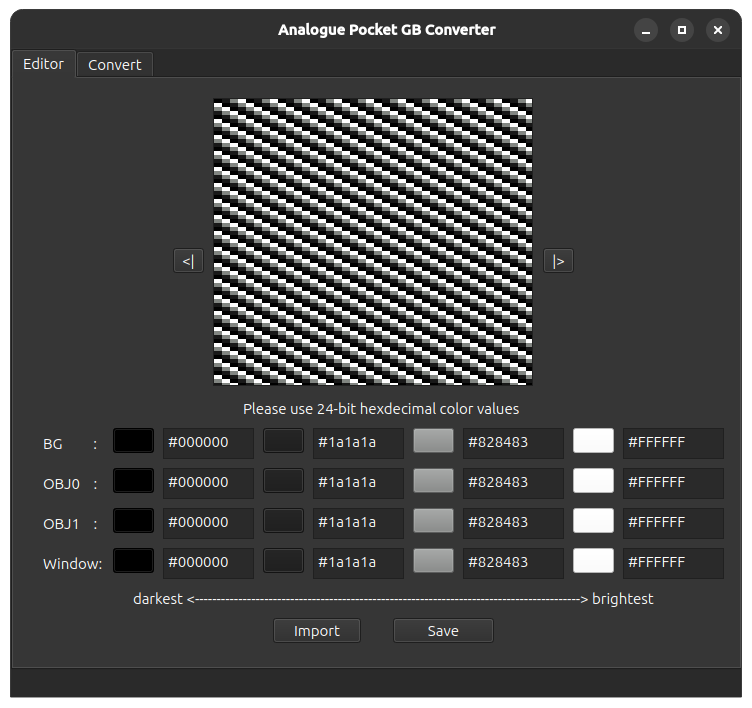 Analogue Pocket GB Converter
Editor Convert
<| |>
Please use 24-bit hexdecimal color values
BG : #000000 #1a1a1a #828483 #FFFFFF
OBJ0 : #000000 #1a1a1a #828483 #FFFFFF
OBJ1 : #000000 #1a1a1a #828483 #FFFFFF
Window: #000000 #1a1a1a #828483 #FFFFFF
darkest <------------------------------------------------------------------------------------------> brightest
Import Save